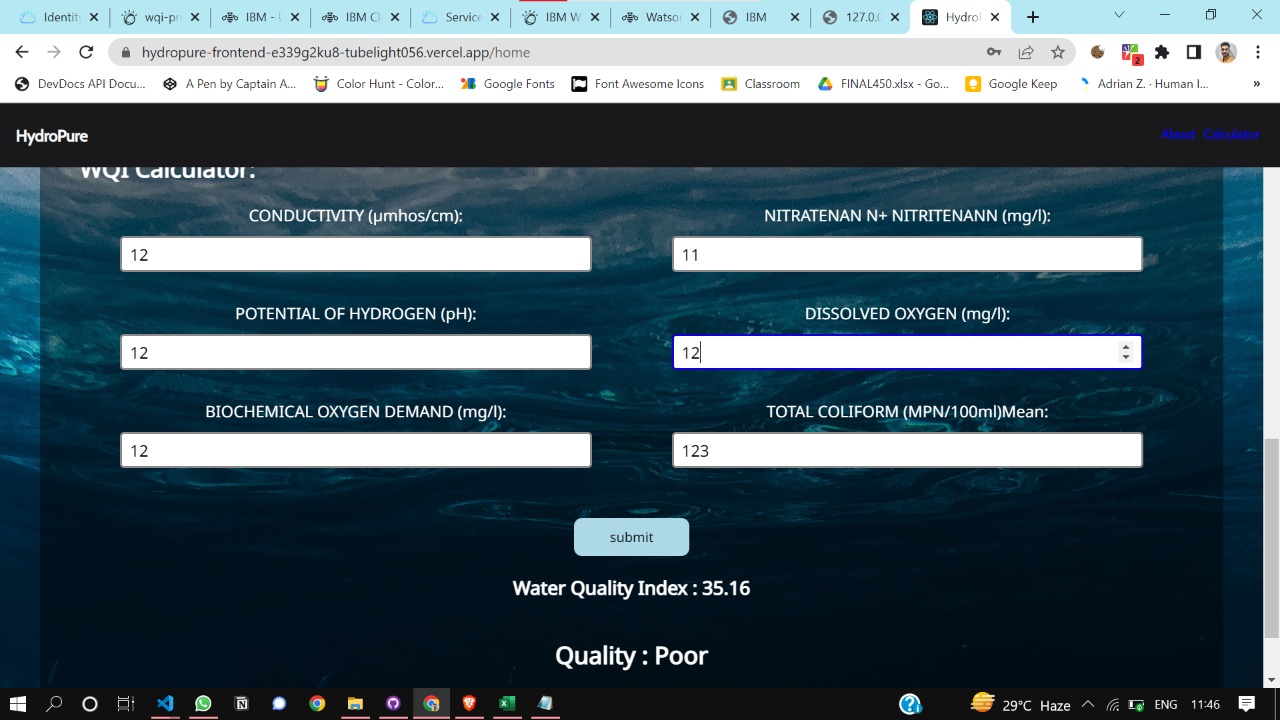 Identity
wqi-pr
IBM - U
IBM Cl
Service
IBM W
Watson
IBM
127.0.0
HydroP
hydropure-frontend-e339g2ku8-tubelight056.vercel.app/home
2
DevDocs API Docu...
A Pen by Captain A...
Color Hunt - Color...
Google Fonts
Font Awesome Icons
Classroom
FINAL450.xlsx - Go...
Google Keep
Adrian Z. · Human I...
»
HydroPure
About Calculator
WQI Calculator:
CONDUCTIVITY (µmhos/cm):
NITRATENAN N+ NITRITENANN (mg/l):
12
11
POTENTIAL OF HYDROGEN (pH):
DISSOLVED OXYGEN (mg/l):
12
12
BIOCHEMICAL OXYGEN DEMAND (mg/l):
TOTAL COLIFORM (MPN/100ml)Mean:
12
123
submit
Water Quality Index : 35.16
Quality : Poor
29°C Haze
ENG
11:46